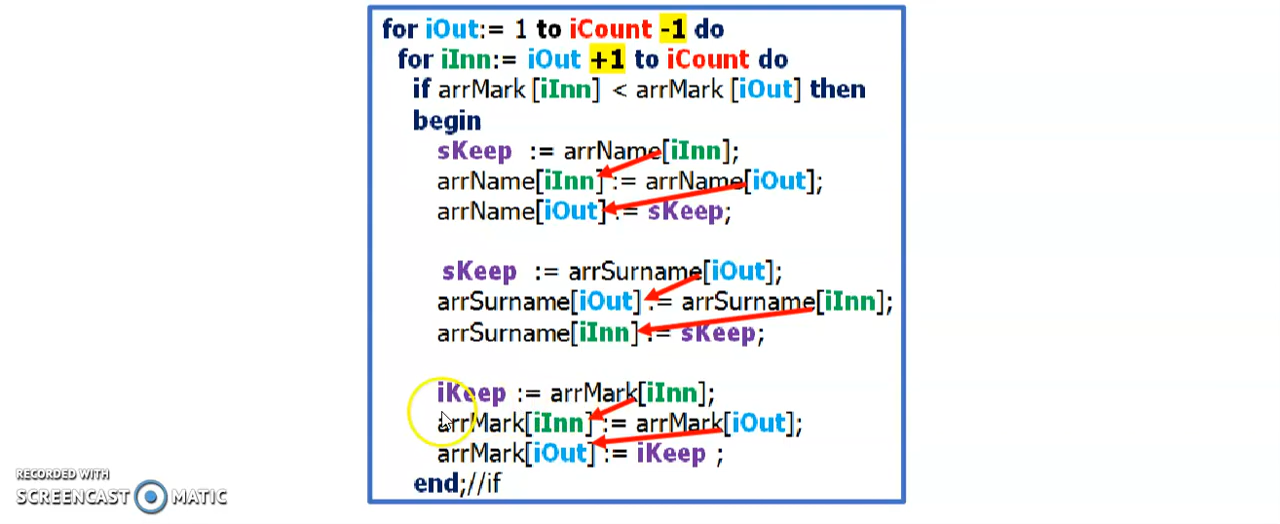 for iOut:= 1 to iCount -1 do
for iInn:= iOut +1 to iCount do
if arrMark [iInn] < arrMark [iOut] then
begin
sKeep := arrName[iInn];
arrName[iInn] := arrName[iOut];
arrName[iOut] := sKeep;
sKeep := arrSurname[iOut];
arrSurname[iOut] := arrSurname[iInn];
arrSurname[iInn] := sKeep;
iKeep := arrMark[iInn];
arrMark[iInn] := arrMark[iOut];
arrMark[iOut] := iKeep ;
end;//if
RECORDED WITH
SCREENCAST MATIC